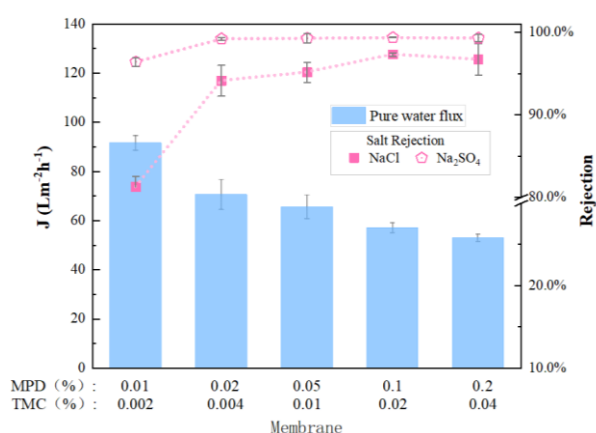 140
120
100
80
60
40
20
0
J (Lm⁻²h⁻¹)
100.0%
90.0%
80.0%
20.0%
10.0%
Rejection
Pure water flux
Salt Rejection
NaCl Na₂SO₄
MPD（%）: 0.01 0.02 0.05 0.1 0.2
TMC（%）: 0.002 0.004 0.01 0.02 0.04
Membrane